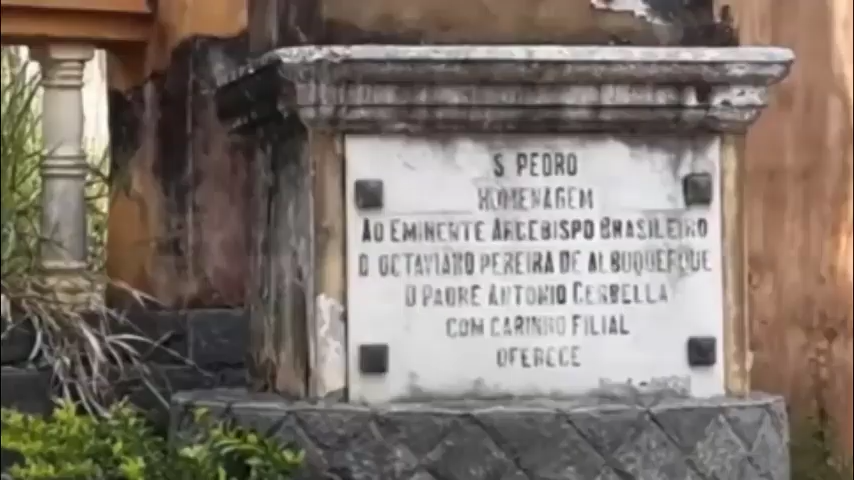 S PEDRO
HOMENAGEM
AO EMINENTE ARCEBISPO BRASILEIRO
D OCTAVIANO PEREIRA DE ALBUQUERQUE
O PADRE ANTONIO CERBELLA
COM CARINHO FILIAL
OFERECE